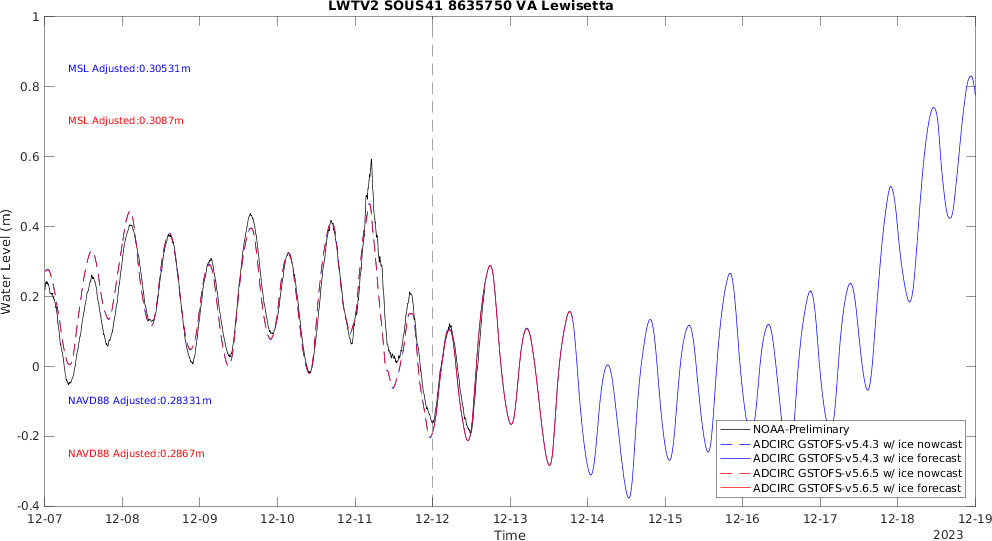 LWTV2 SOUS41 8635750 VA Lewisetta
1
0.8
0.6
0.4
0.2
0
-0.2
-0.4
Water Level (m)
MSL Adjusted:0.30531m
MSL Adjusted:0.3087m
NAVD88 Adjusted:0.28331m
NAVD88 Adjusted:0.2867m
NOAA-Preliminary
ADCIRC GSTOFS-v5.4.3 w/ ice nowcast
ADCIRC GSTOFS-v5.4.3 w/ ice forecast
ADCIRC GSTOFS-v5.6.5 w/ ice nowcast
ADCIRC GSTOFS-v5.6.5 w/ ice forecast
12-07 12-08 12-09 12-10 12-11 12-12 12-13 12-14 12-15 12-16 12-17 12-18 12-19
Time
2023